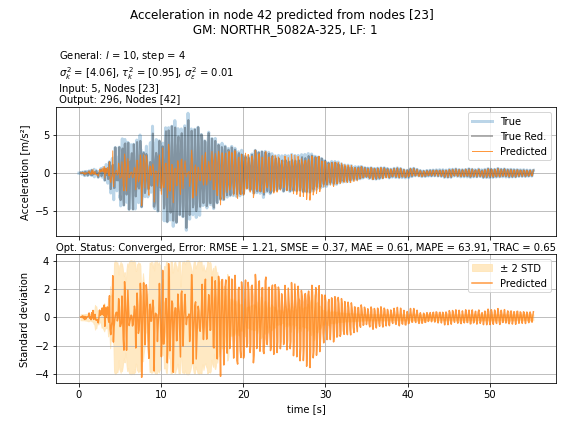 Acceleration in node 42 predicted from nodes [23]
GM: NORTHR_5082A-325, LF: 1
General: l = 10, step = 4
σ²ₖ = [4.06], τ²ₖ = [0.95], σ²ε = 0.01
Input: 5, Nodes [23]
Output: 296, Nodes [42]
Acceleration [m/s²]
5
0
−5
True
True Red.
Predicted
Opt. Status: Converged, Error: RMSE = 1.21, SMSE = 0.37, MAE = 0.61, MAPE = 63.91, TRAC = 0.65
Standard deviation
4
2
0
−2
−4
± 2 STD
Predicted
0 10 20 30 40 50
time [s]